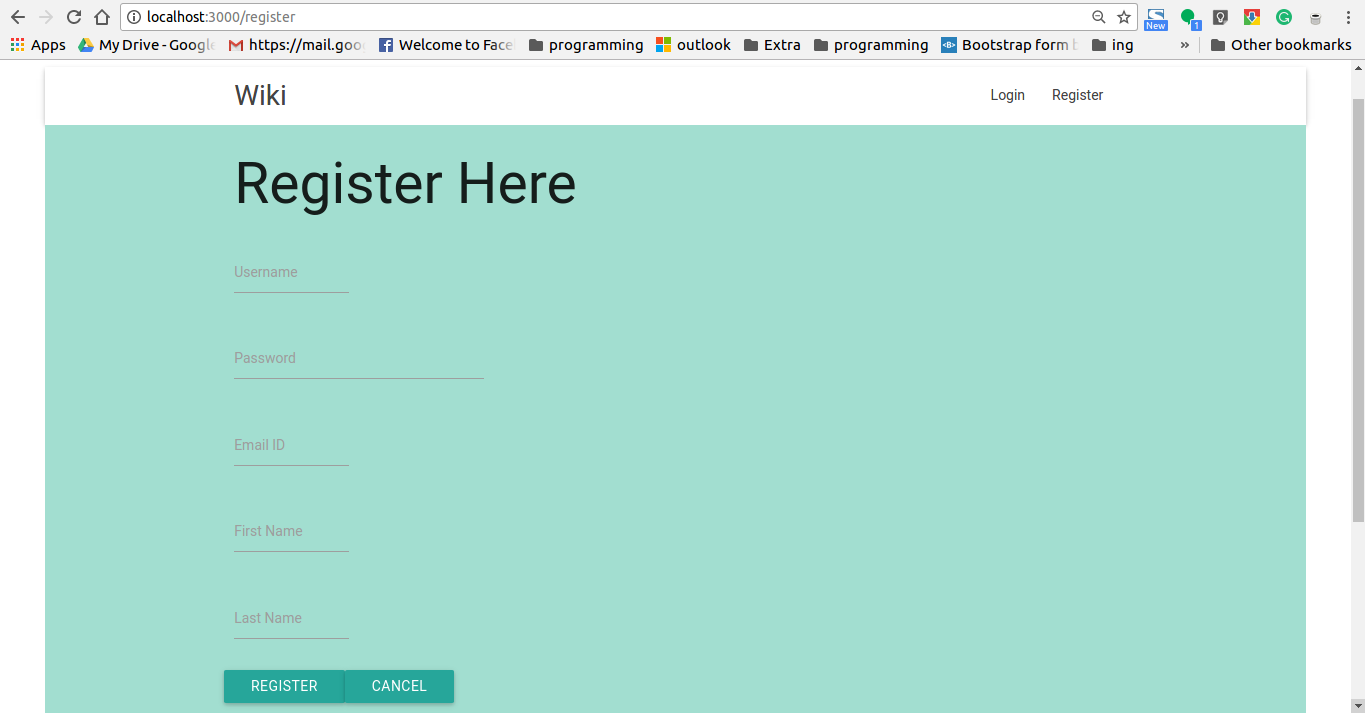 localhost:3000/register
New
1
Apps My Drive - Google https://mail.goo Welcome to Face programming outlook Extra programming Bootstrap form ing » Other bookmarks
Wiki Login Register
Register Here
Username
Password
Email ID
First Name
Last Name
REGISTER CANCEL